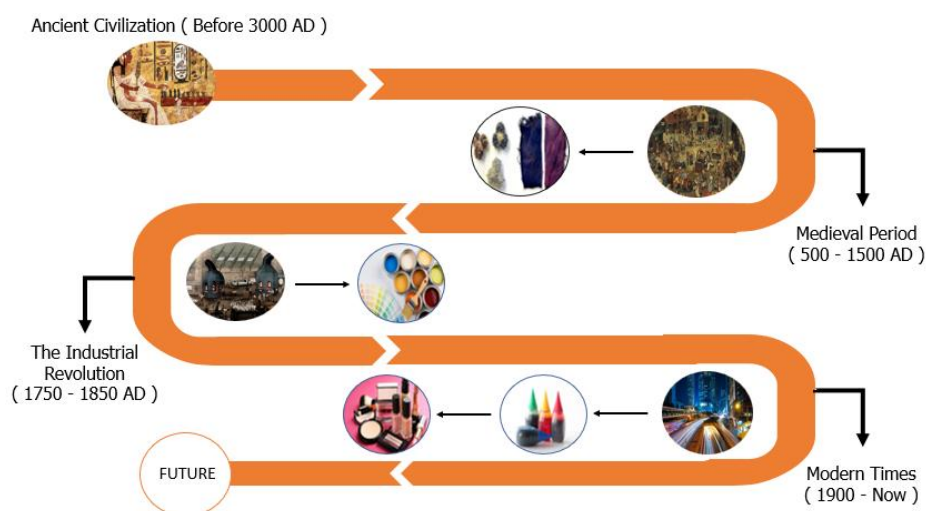 Ancient Civilization ( Before 3000 AD )
Medieval Period
( 500 - 1500 AD )
The Industrial
Revolution
( 1750 - 1850 AD )
Modern Times
( 1900 - Now )
FUTURE